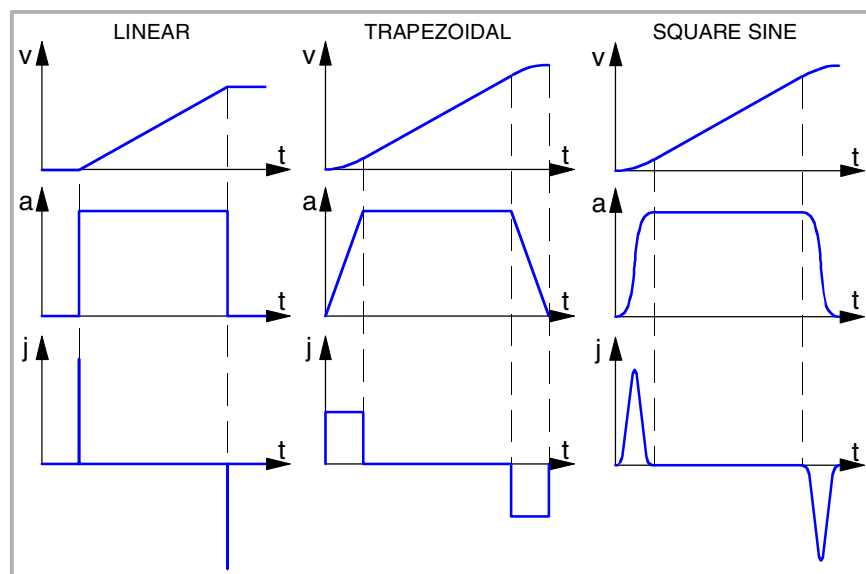 LINEAR TRAPEZOIDAL SQUARE SINE
v t v t v t
a t a t a t
j t j t j t